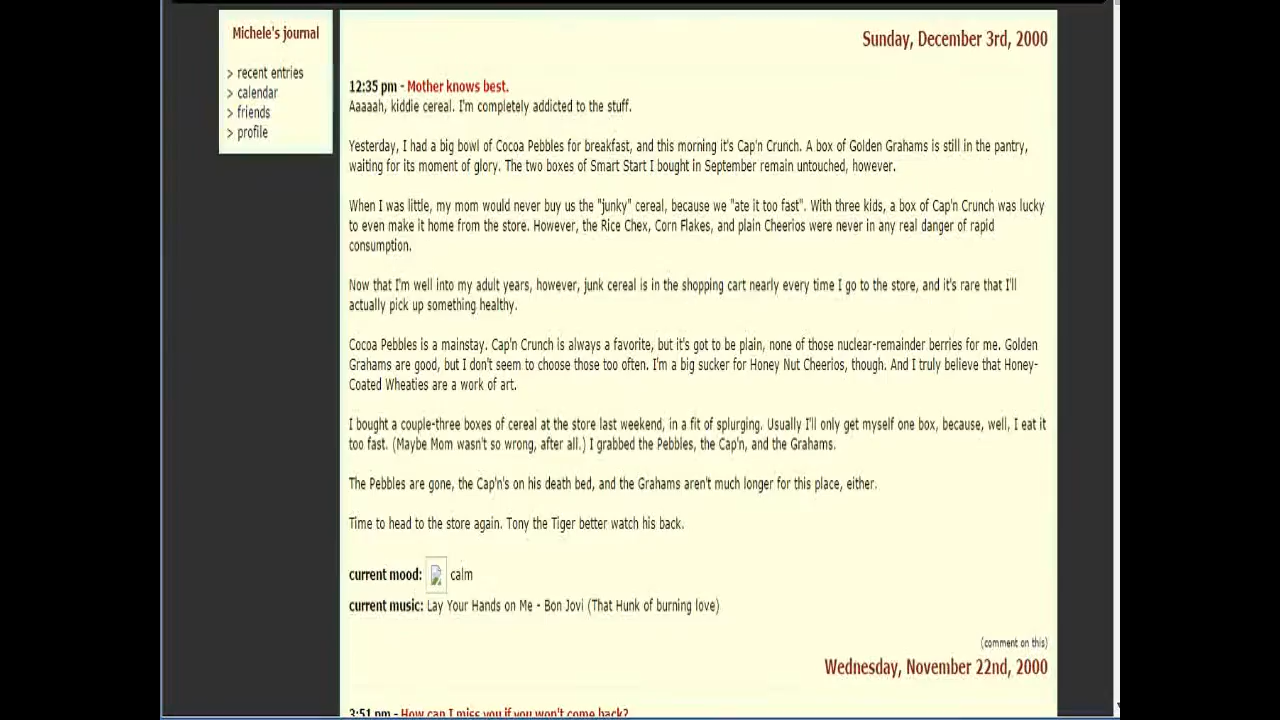 Michele's journal
> recent entries
> calendar
> friends
> profile
Sunday, December 3rd, 2000
12:35 pm - Mother knows best.
Aaaaah, kiddie cereal. I'm completely addicted to the stuff.
Yesterday, I had a big bowl of Cocoa Pebbles for breakfast, and this morning it's Cap'n Crunch. A box of Golden Grahams is still in the pantry,
waiting for its moment of glory. The two boxes of Smart Start I bought in September remain untouched, however.
When I was little, my mom would never buy us the "junky" cereal, because we "ate it too fast". With three kids, a box of Cap'n Crunch was lucky
to even make it home from the store. However, the Rice Chex, Corn Flakes, and plain Cheerios were never in any real danger of rapid
consumption.
Now that I'm well into my adult years, however, junk cereal is in the shopping cart nearly every time I go to the store, and it's rare that I'll
actually pick up something healthy.
Cocoa Pebbles is a mainstay. Cap'n Crunch is always a favorite, but it's got to be plain, none of those nuclear-remainder berries for me. Golden
Grahams are good, but I don't seem to choose those too often. I'm a big sucker for Honey Nut Cheerios, though. And I truly believe that Honey-
Coated Wheaties are a work of art.
I bought a couple-three boxes of cereal at the store last weekend, in a fit of splurging. Usually I'll only get myself one box, because, well, I eat it
too fast. (Maybe Mom wasn't so wrong, after all.) I grabbed the Pebbles, the Cap'n, and the Grahams.
The Pebbles are gone, the Cap'n's on his death bed, and the Grahams aren't much longer for this place, either.
Time to head to the store again. Tony the Tiger better watch his back.
current mood: calm
current music: Lay Your Hands on Me - Bon Jovi (That Hunk of burning love)
(comment on this)
Wednesday, November 22nd, 2000
3:51 pm - How can I miss you if you won't come back?